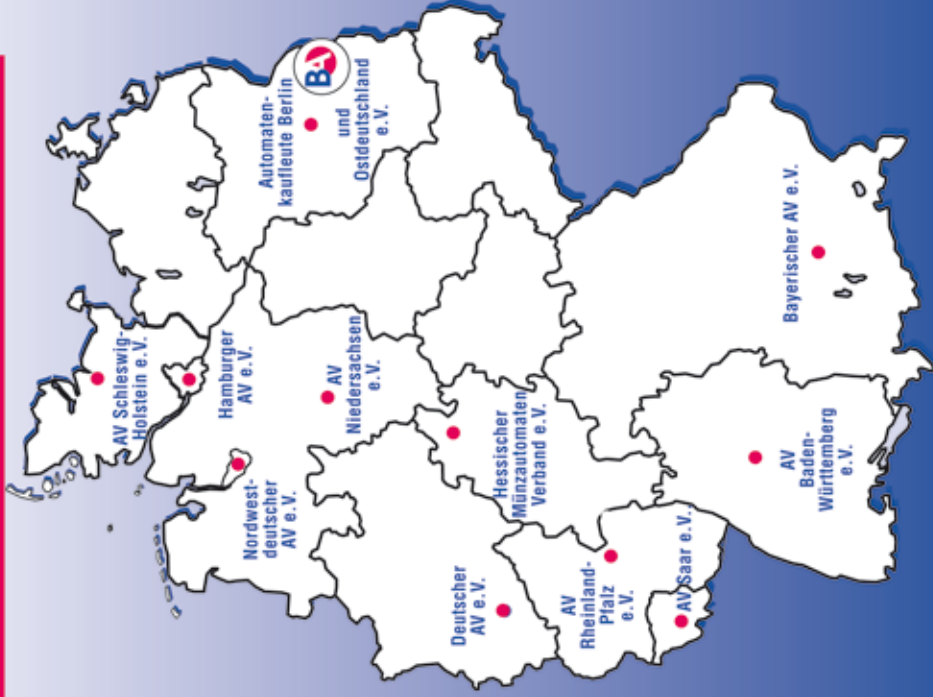 AV Schleswig-
Holstein e.V.
Hamburger
AV e.V.
Nordwest-
deutscher
AV e.V.
AV
Niedersachsen
e.V.
Automaten-
kaufleute Berlin
und
Ostdeutschland
e.V.
BA
Deutscher
AV e.V.
Hessischer
Münzautomaten
Verband e.V.
AV
Rheinland-
Pfalz
e.V.
AV Saar e.V.
AV
Baden-
Württemberg
e.V.
Bayerischer AV e.V.